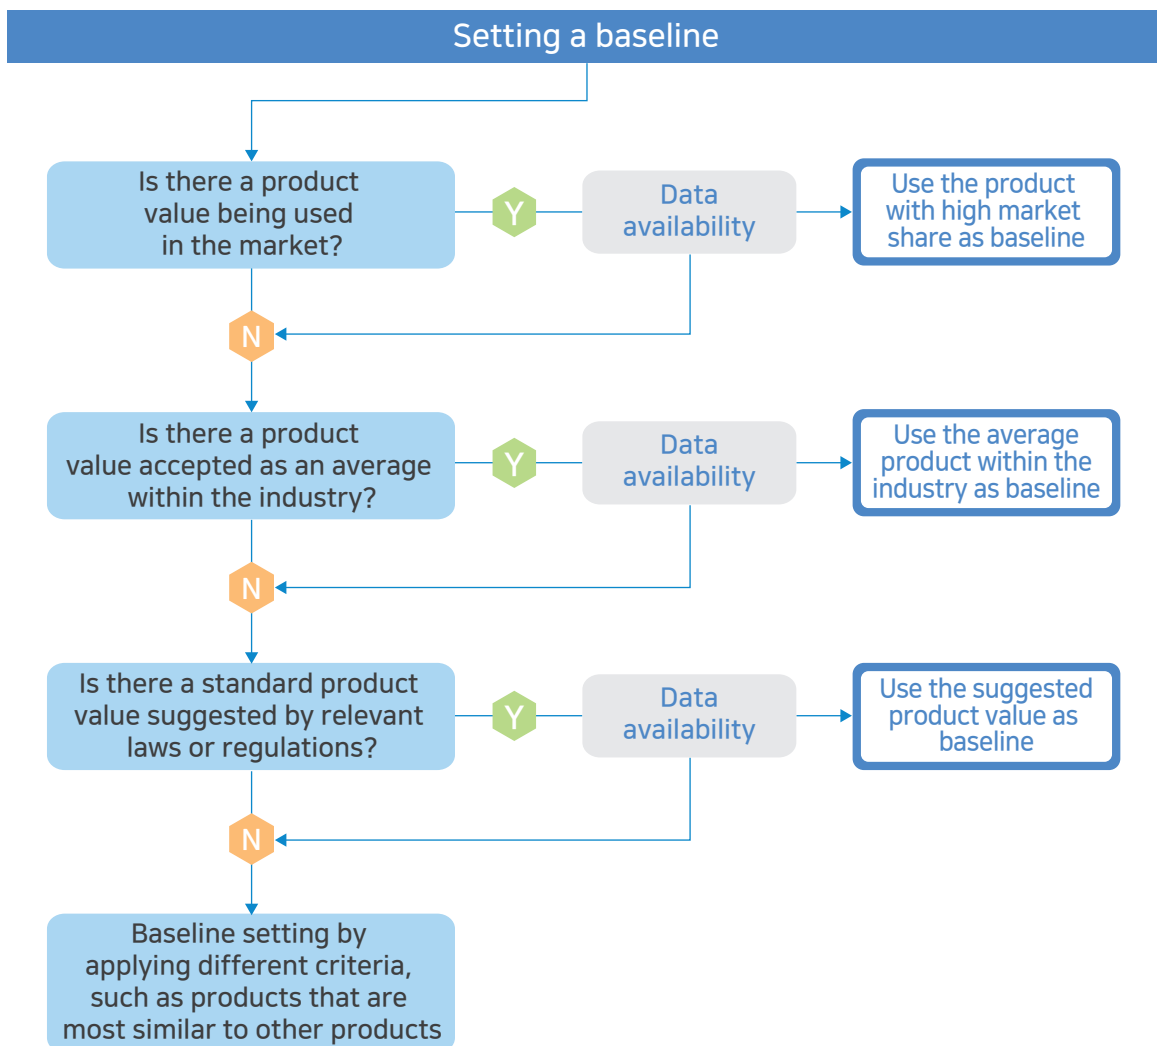 Setting a baseline
Is there a product
value being used
in the market?
Y
Data
availability
Use the product
with high market
share as baseline
N
Is there a product
value accepted as an average
within the industry?
Y
Data
availability
Use the average
product within the
industry as baseline
N
Is there a standard product
value suggested by relevant
laws or regulations?
Y
Data
availability
Use the suggested
product value as
baseline
N
Baseline setting by
applying different criteria,
such as products that are
most similar to other products